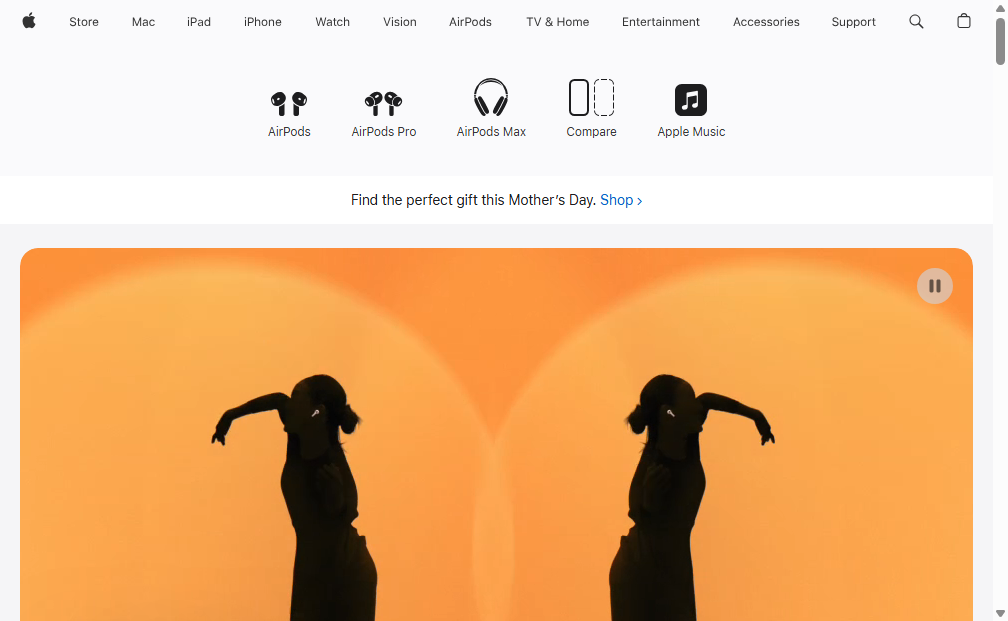 Store Mac iPad iPhone Watch Vision AirPods TV & Home Entertainment Accessories Support
AirPods AirPods Pro AirPods Max Compare Apple Music
Find the perfect gift this Mother's Day. Shop >